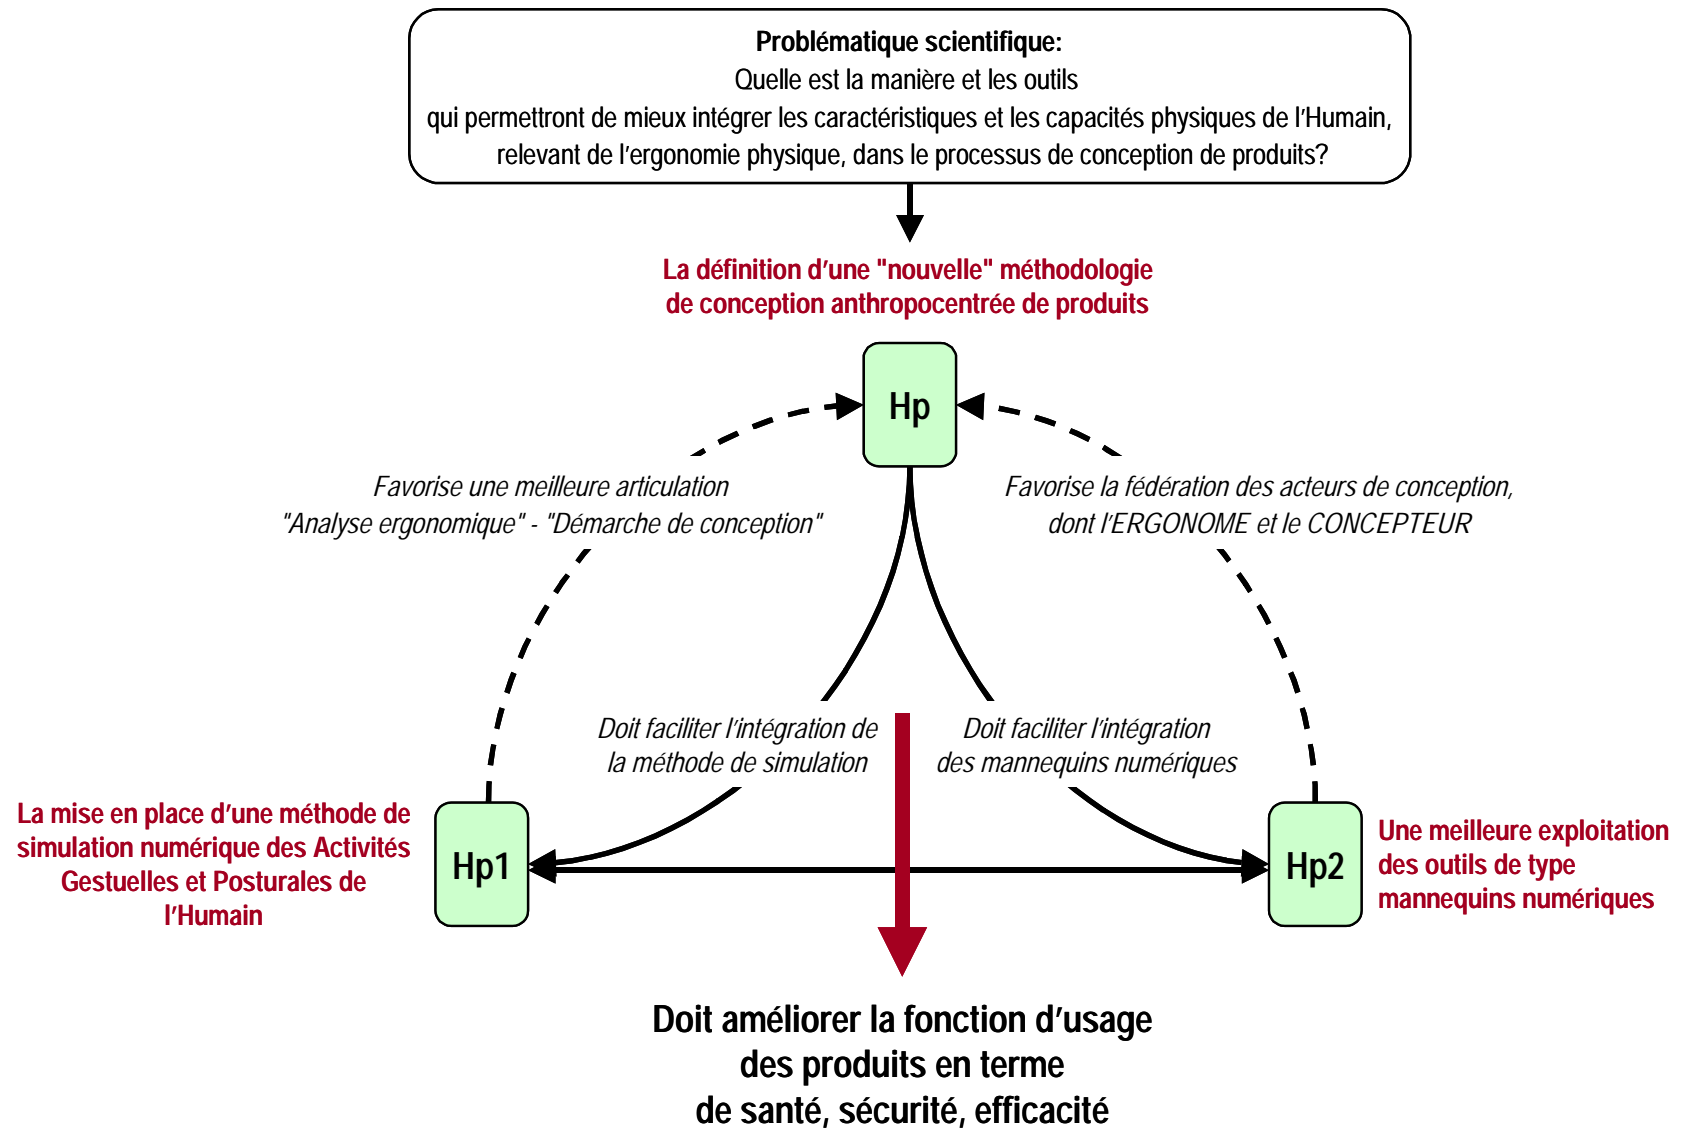 Problématique scientifique:
Quelle est la manière et les outils
qui permettront de mieux intégrer les caractéristiques et les capacités physiques de l'Humain,
relevant de l'ergonomie physique, dans le processus de conception de produits?
La définition d'une "nouvelle" méthodologie
de conception anthropocentrée de produits
Hp
Favorise une meilleure articulation
"Analyse ergonomique" - "Démarche de conception"
Favorise la fédération des acteurs de conception,
dont l'ERGONOME et le CONCEPTEUR
Doit faciliter l'intégration de
la méthode de simulation
Doit faciliter l'intégration
des mannequins numériques
La mise en place d'une méthode de
simulation numérique des Activités
Gestuelles et Posturales de
l'Humain
Hp1
Hp2
Une meilleure exploitation
des outils de type
mannequins numériques
Doit améliorer la fonction d'usage
des produits en terme
de santé, sécurité, efficacité